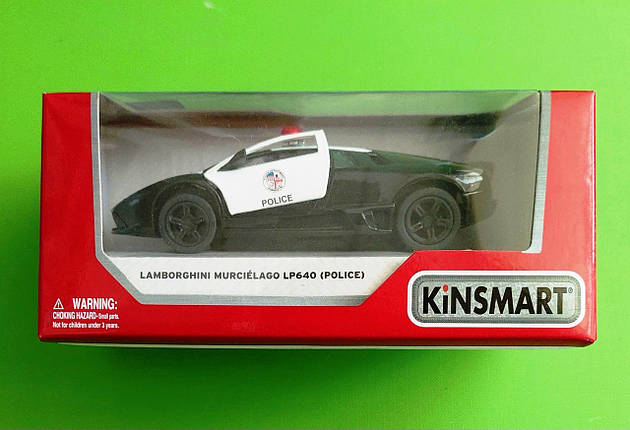 POLICE
LAMBORGHINI MURCIÉLAGO LP640 (POLICE)
⚠ WARNING:
CHOKING HAZARD-Small parts.
Not for children under 3 years.
KiNSMART®